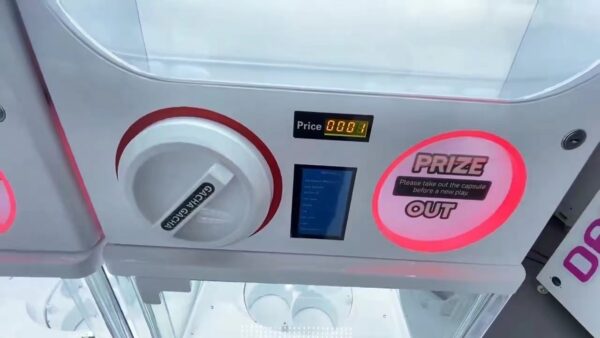 Price 0001
GACHA GACHA
PRIZE
Please take out the capsule
before a new play
OUT